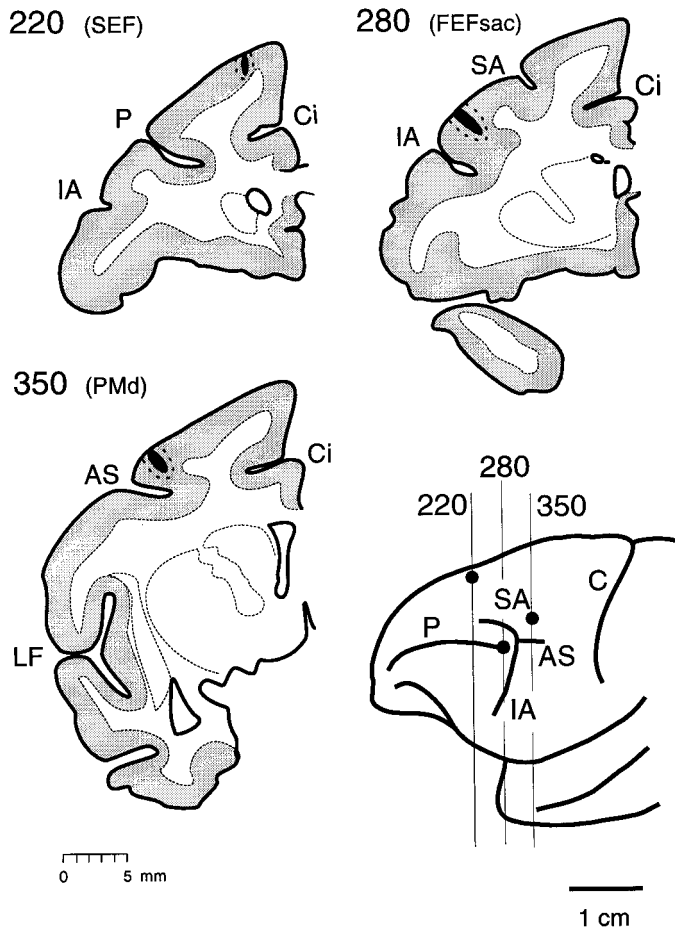 220 (SEF)
P
Ci
IA
280 (FEFsac)
SA
Ci
IA
350 (PMd)
AS
Ci
LF
0 5 mm
280
220 350
SA C
P
AS
IA
1 cm